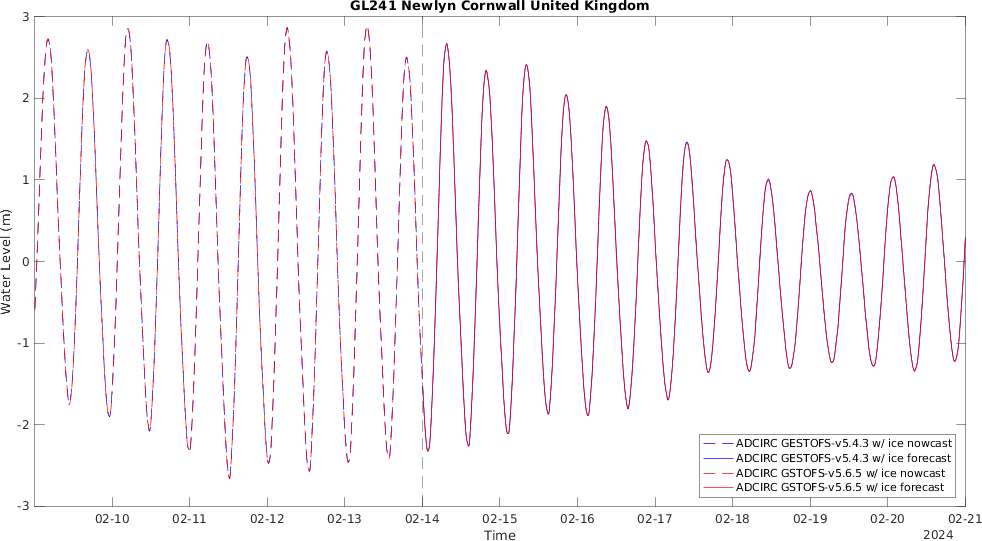 GL241 Newlyn Cornwall United Kingdom
3
2
1
0
-1
-2
-3
Water Level (m)
ADCIRC GESTOFS-v5.4.3 w/ ice nowcast
ADCIRC GESTOFS-v5.4.3 w/ ice forecast
ADCIRC GSTOFS-v5.6.5 w/ ice nowcast
ADCIRC GSTOFS-v5.6.5 w/ ice forecast
02-10 02-11 02-12 02-13 02-14 02-15 02-16 02-17 02-18 02-19 02-20 02-21
Time
2024